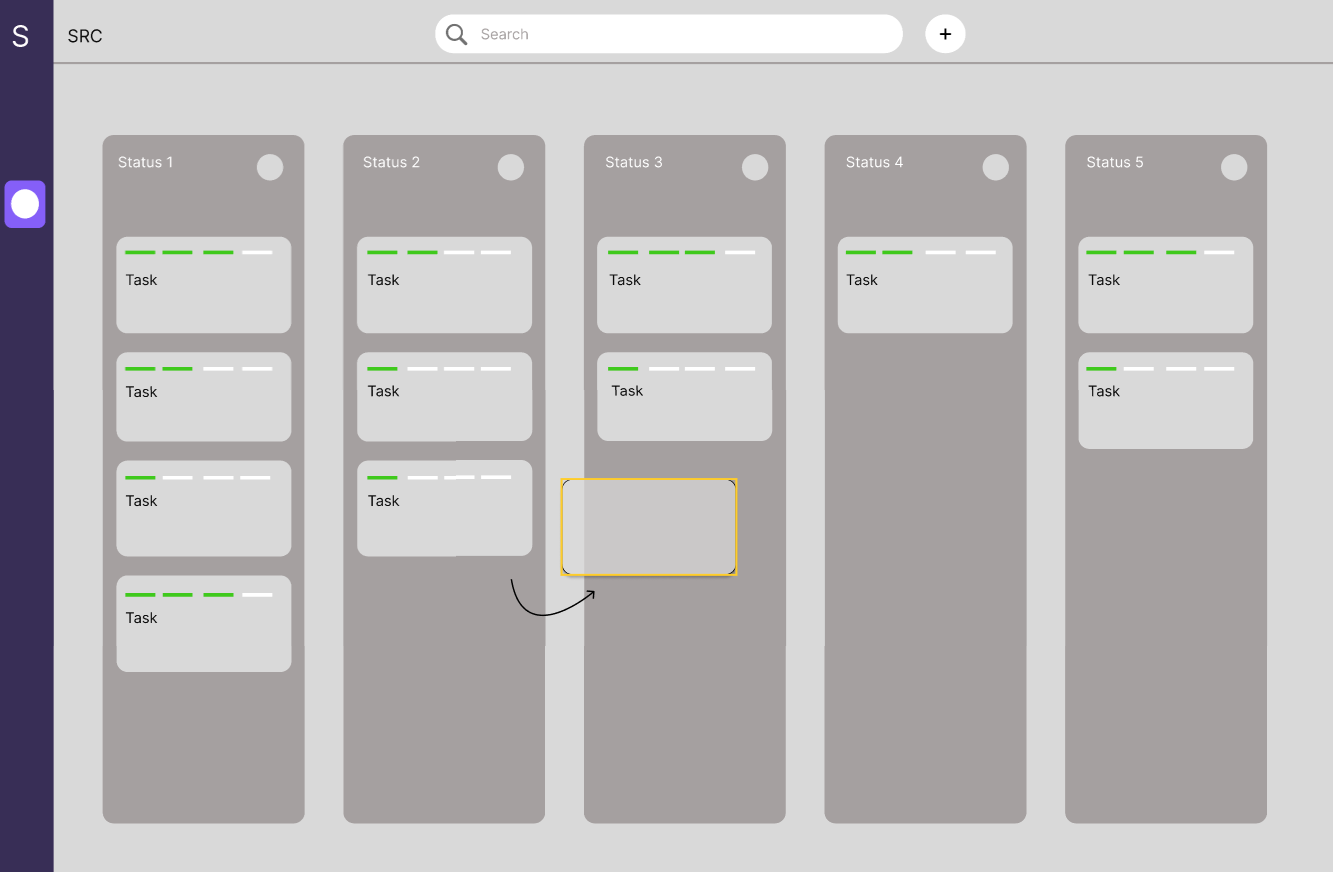 S
SRC
Search
+
Status 1
Status 2
Status 3
Status 4
Status 5
Task
Task
Task
Task
Task
Task
Task
Task
Task
Task
Task
Task